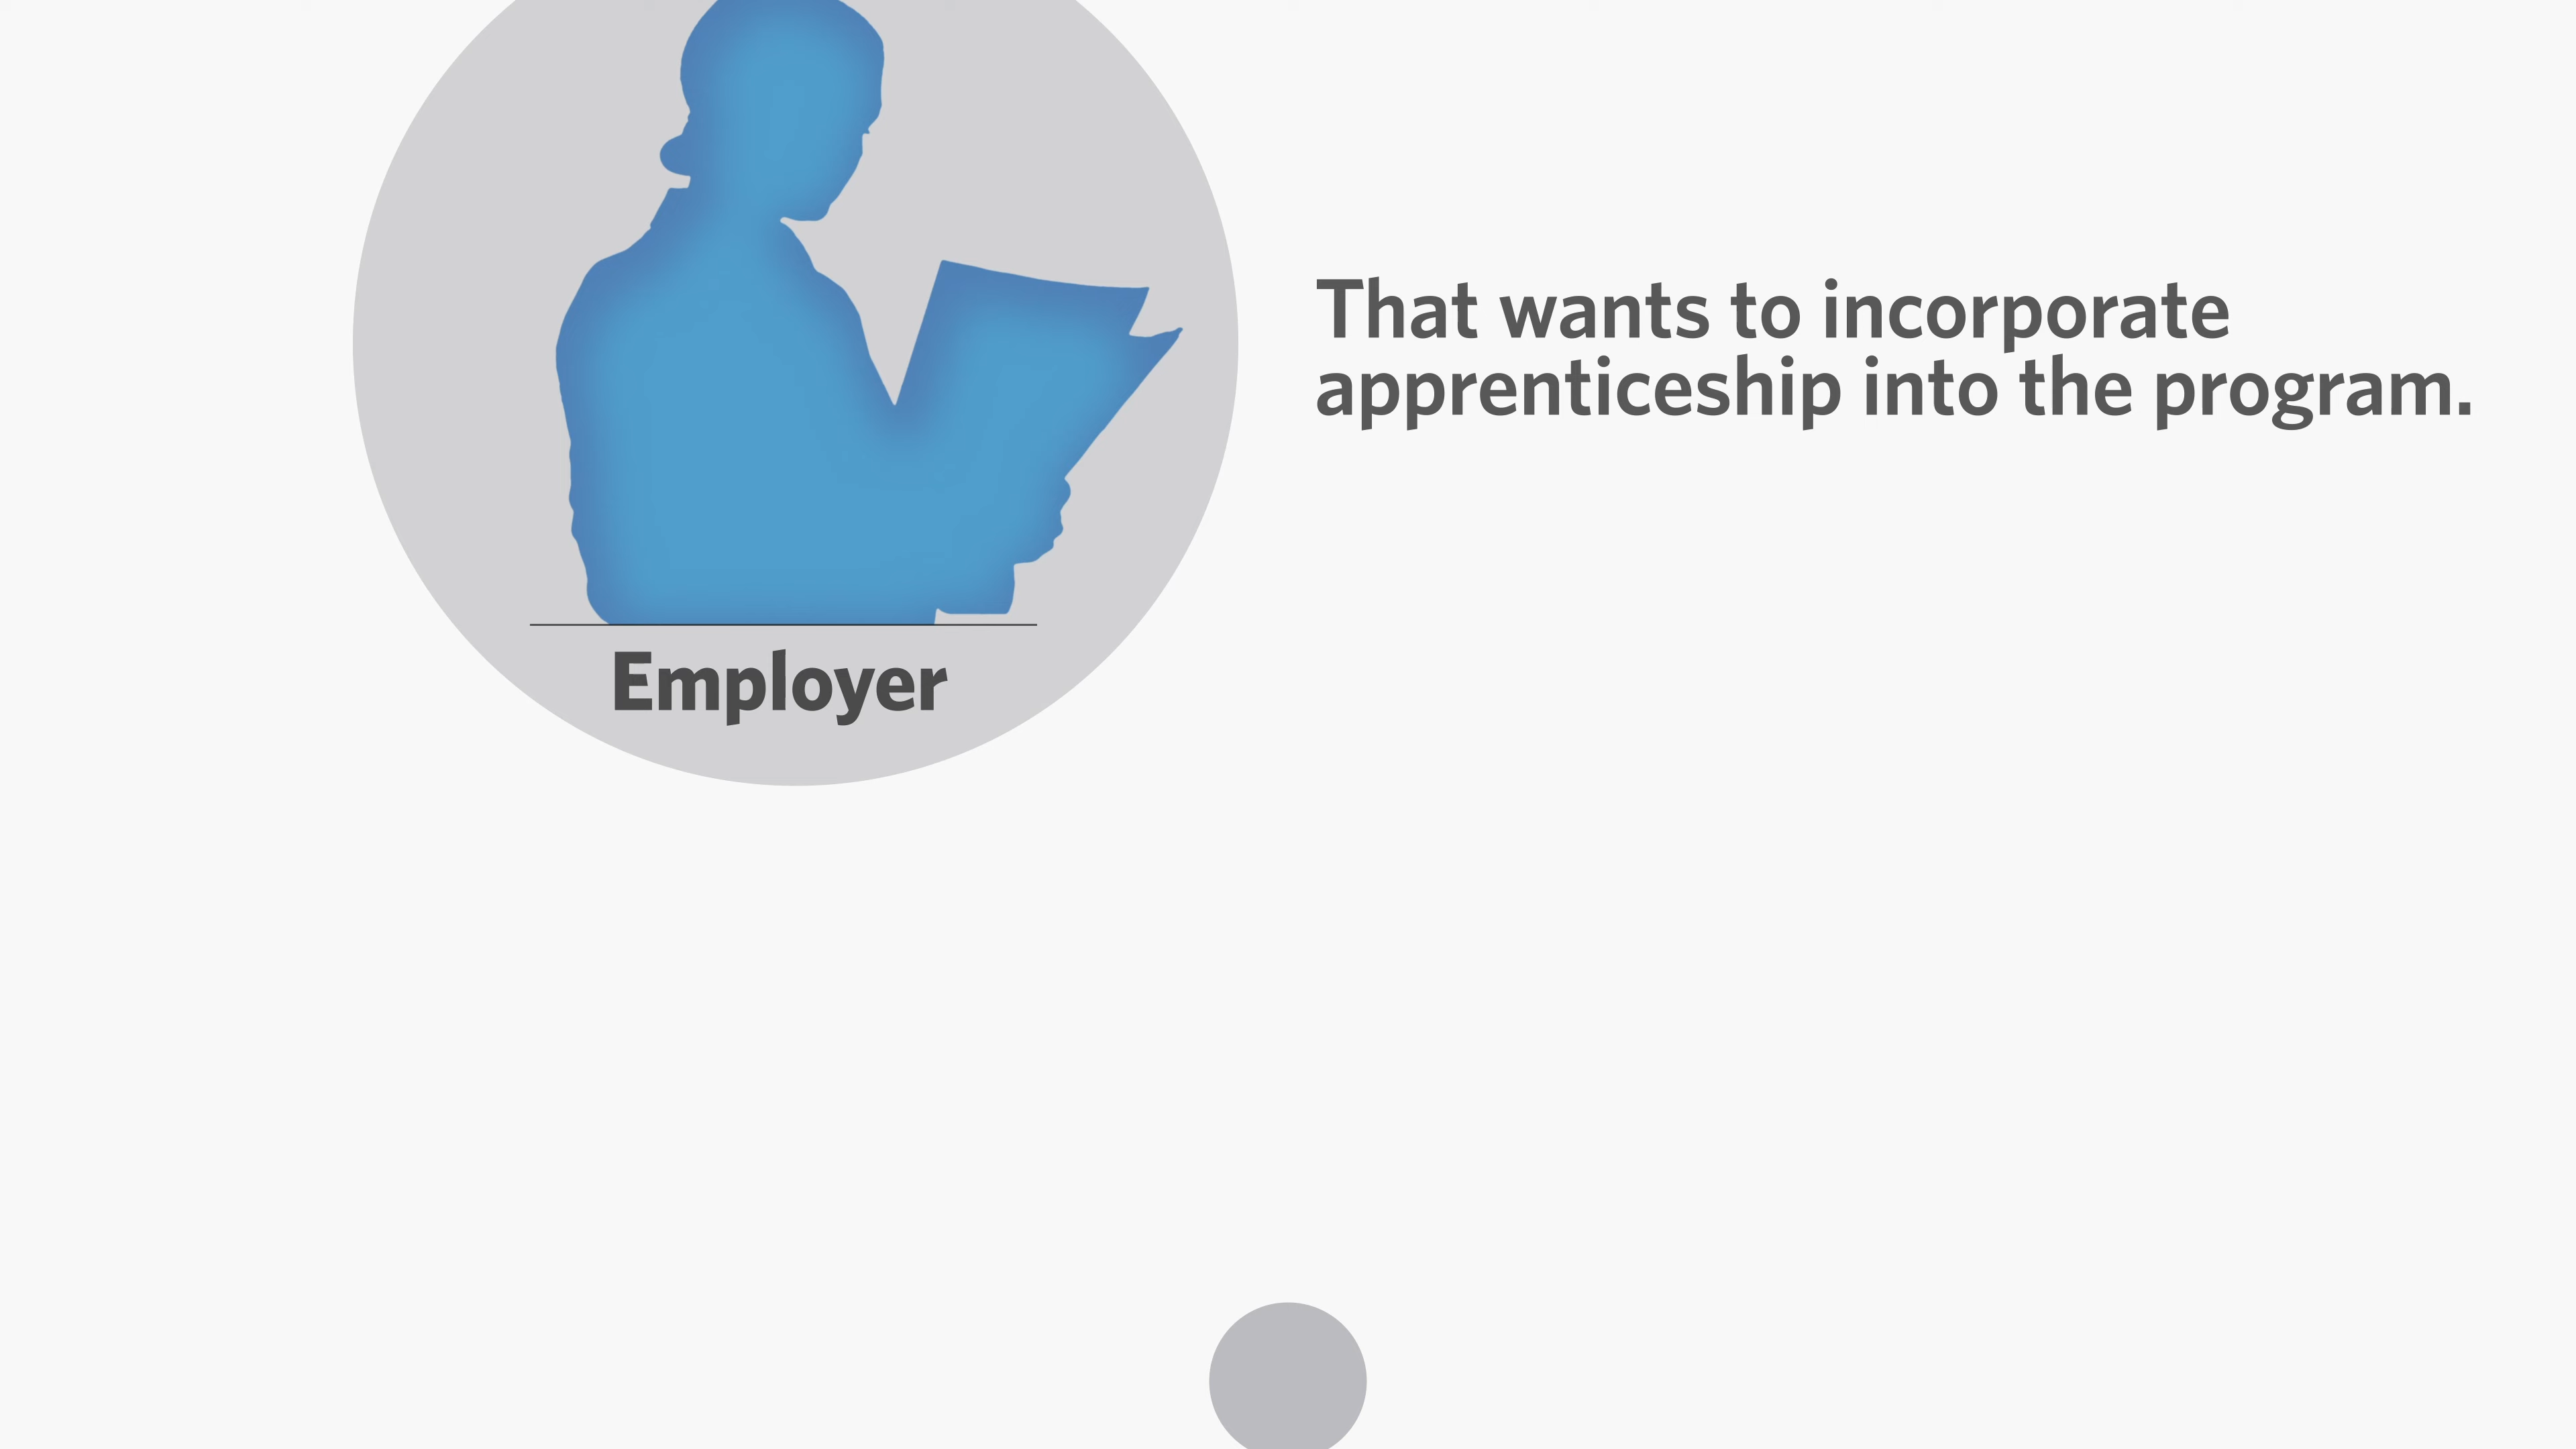 That wants to incorporate
apprenticeship into the program.
Employer